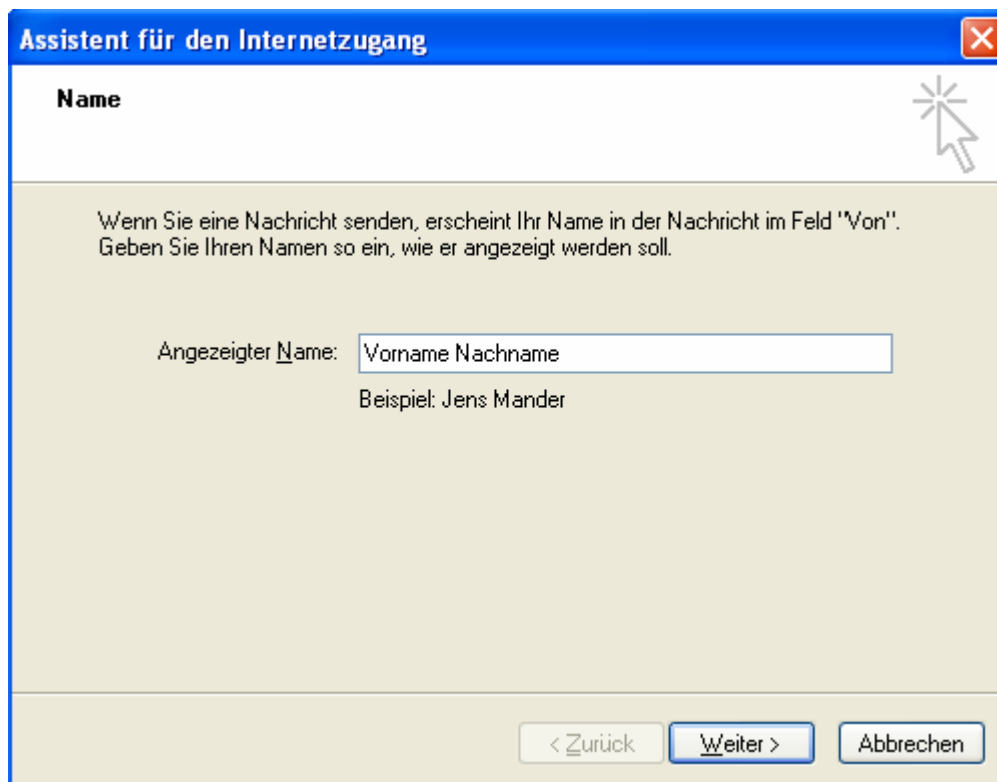 Assistent für den Internetzugang
Name
Wenn Sie eine Nachricht senden, erscheint Ihr Name in der Nachricht im Feld "Von".
Geben Sie Ihren Namen so ein, wie er angezeigt werden soll.
Angezeigter Name: Vorname Nachname
Beispiel: Jens Mander
< Zurück Weiter > Abbrechen